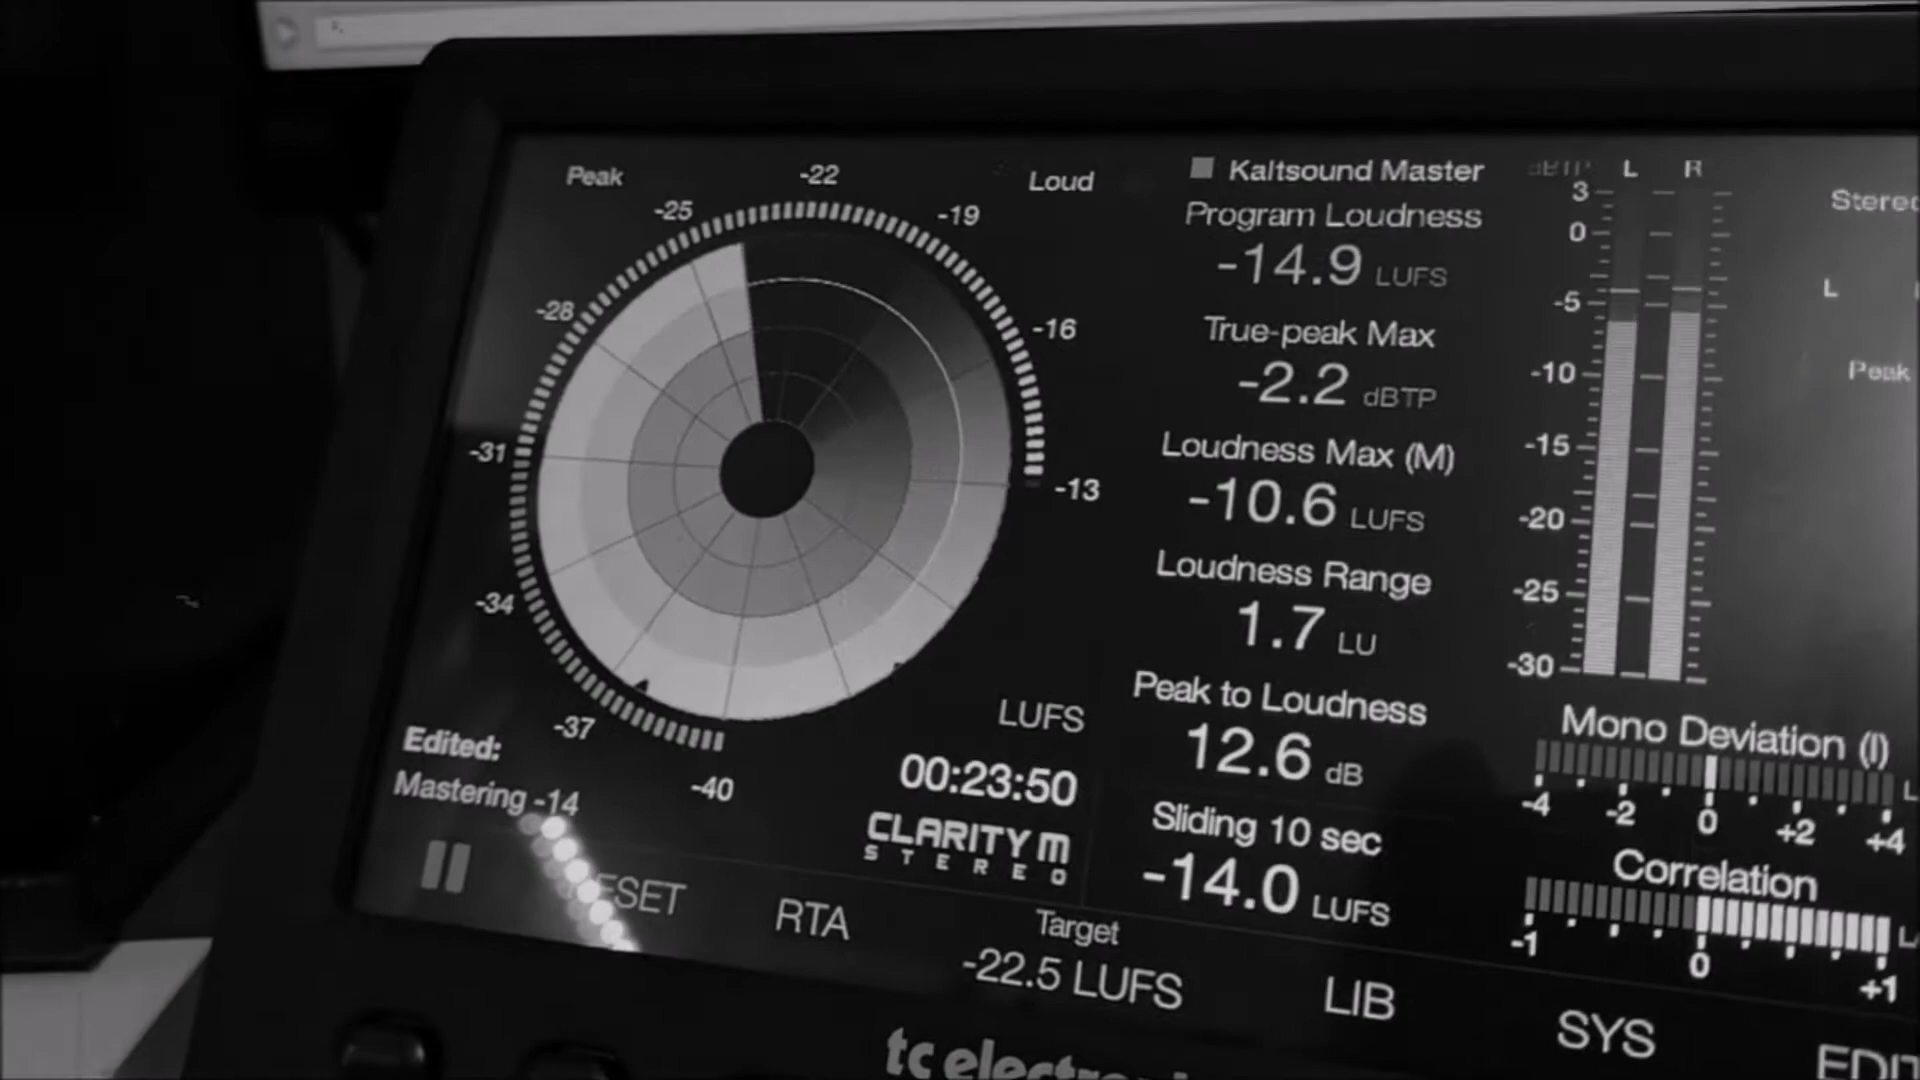 Peak
Loud
-22
-25
-19
-28
-16
-31
-13
-34
-37
-40
LUFS
00:23:50
CLARITY M
STEREO
Edited:
Mastering -14
Kaltsound Master
Program Loudness
-14.9 LUFS
True-peak Max
-2.2 dBTP
Loudness Max (M)
-10.6 LUFS
Loudness Range
1.7 LU
Peak to Loudness
12.6 dB
Sliding 10 sec
-14.0 LUFS
dBTP L R
3
0
-5
-10
-15
-20
-25
-30
L
Peak
Mono Deviation (I)
-4 -2 0 +2 +4
Correlation
-1 0 +1
RTA
Target
-22.5 LUFS
LIB
SYS
tc